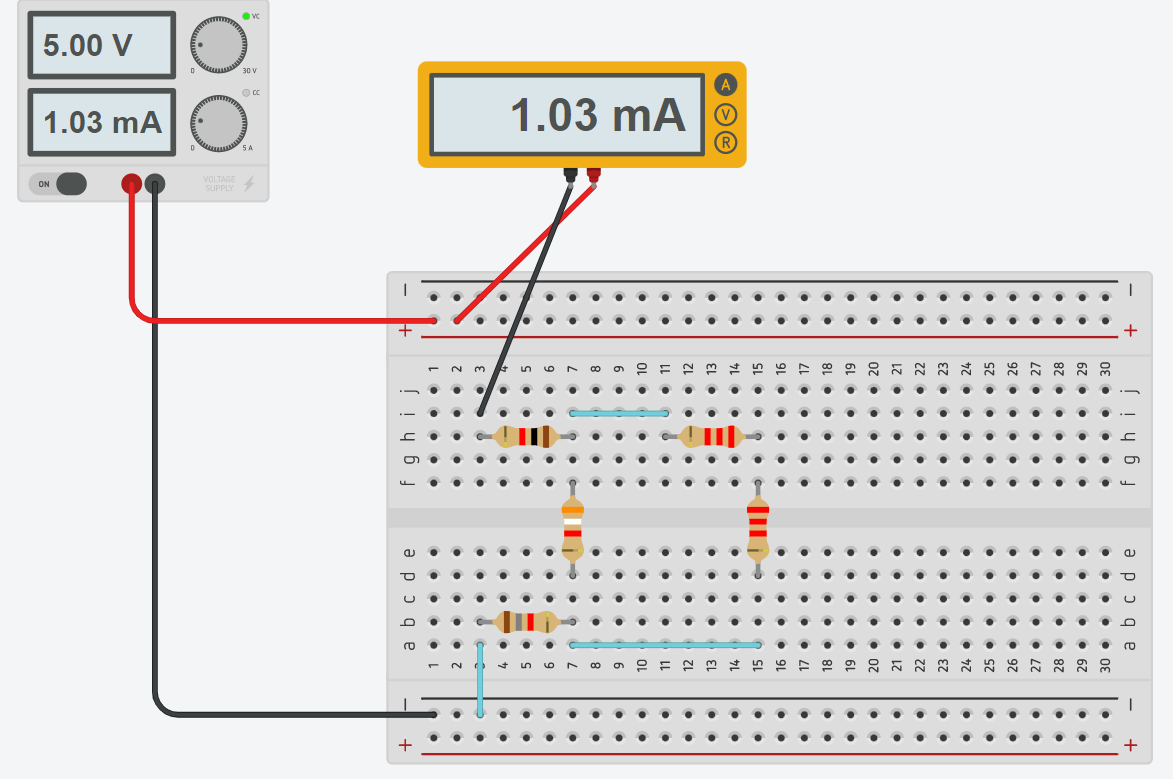 5.00 V
VC
0
30 V
1.03 mA
CC
0
5 A
ON
VOLTAGE
SUPPLY
1.03 mA
A
V
R
−
−
+
+
1 2 3 4 5 6 7 8 9 10 11 12 13 14 15 16 17 18 19 20 21 22 23 24 25 26 27 28 29 30
j j
i i
h h
g g
f f
e e
d d
c c
b b
a a
1 2 3 4 5 6 7 8 9 10 11 12 13 14 15 16 17 18 19 20 21 22 23 24 25 26 27 28 29 30
−
−
+
+